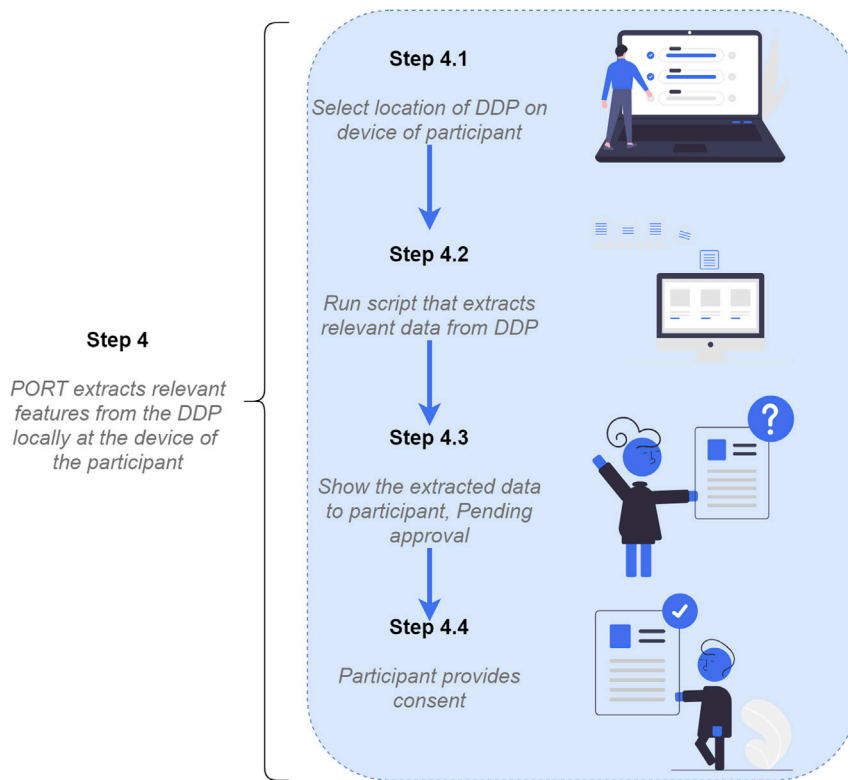 Step 4
PORT extracts relevant
features from the DDP
locally at the device of
the participant
Step 4.1
Select location of DDP on
device of participant
Step 4.2
Run script that extracts
relevant data from DDP
Step 4.3
Show the extracted data
to participant, Pending
approval
?
Step 4.4
Participant provides
consent